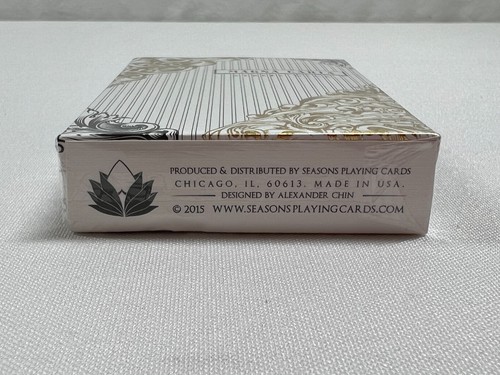 PRODUCED & DISTRIBUTED BY SEASONS PLAYING CARDS
CHICAGO, IL, 60613. MADE IN USA.
DESIGNED BY ALEXANDER CHIN
© 2015 WWW.SEASONSPLAYINGCARDS.COM